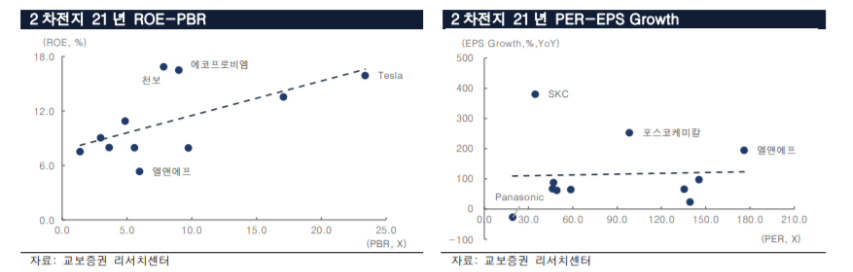 2차전지 21년 ROE-PBR
(ROE, %)
18.0
12.0
6.0
0.0
0.0 5.0 10.0 15.0 20.0 25.0
(PBR, X)
천보
에코프로비엠
Tesla
엘앤에프
자료: 교보증권 리서치센터
2차전지 21년 PER-EPS Growth
(EPS Growth,%,YoY)
500
400
300
200
100
0
-100
0.0 30.0 60.0 90.0 120.0 150.0 180.0 210.0
(PER, X)
SKC
포스코케미칼
엘앤에프
Panasonic
자료: 교보증권 리서치센터